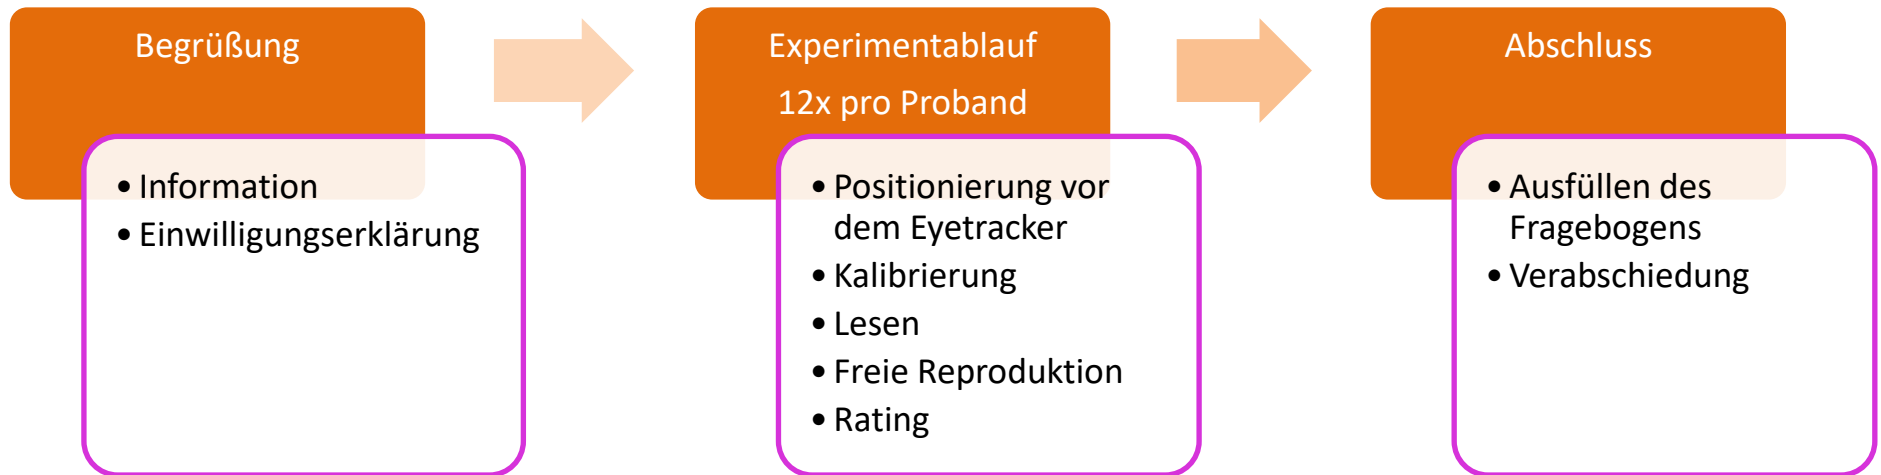 Begrüßung
• Information
• Einwilligungserklärung
Experimentablauf
12x pro Proband
• Positionierung vor
dem Eyetracker
• Kalibrierung
• Lesen
• Freie Reproduktion
• Rating
Abschluss
• Ausfüllen des
Fragebogens
• Verabschiedung